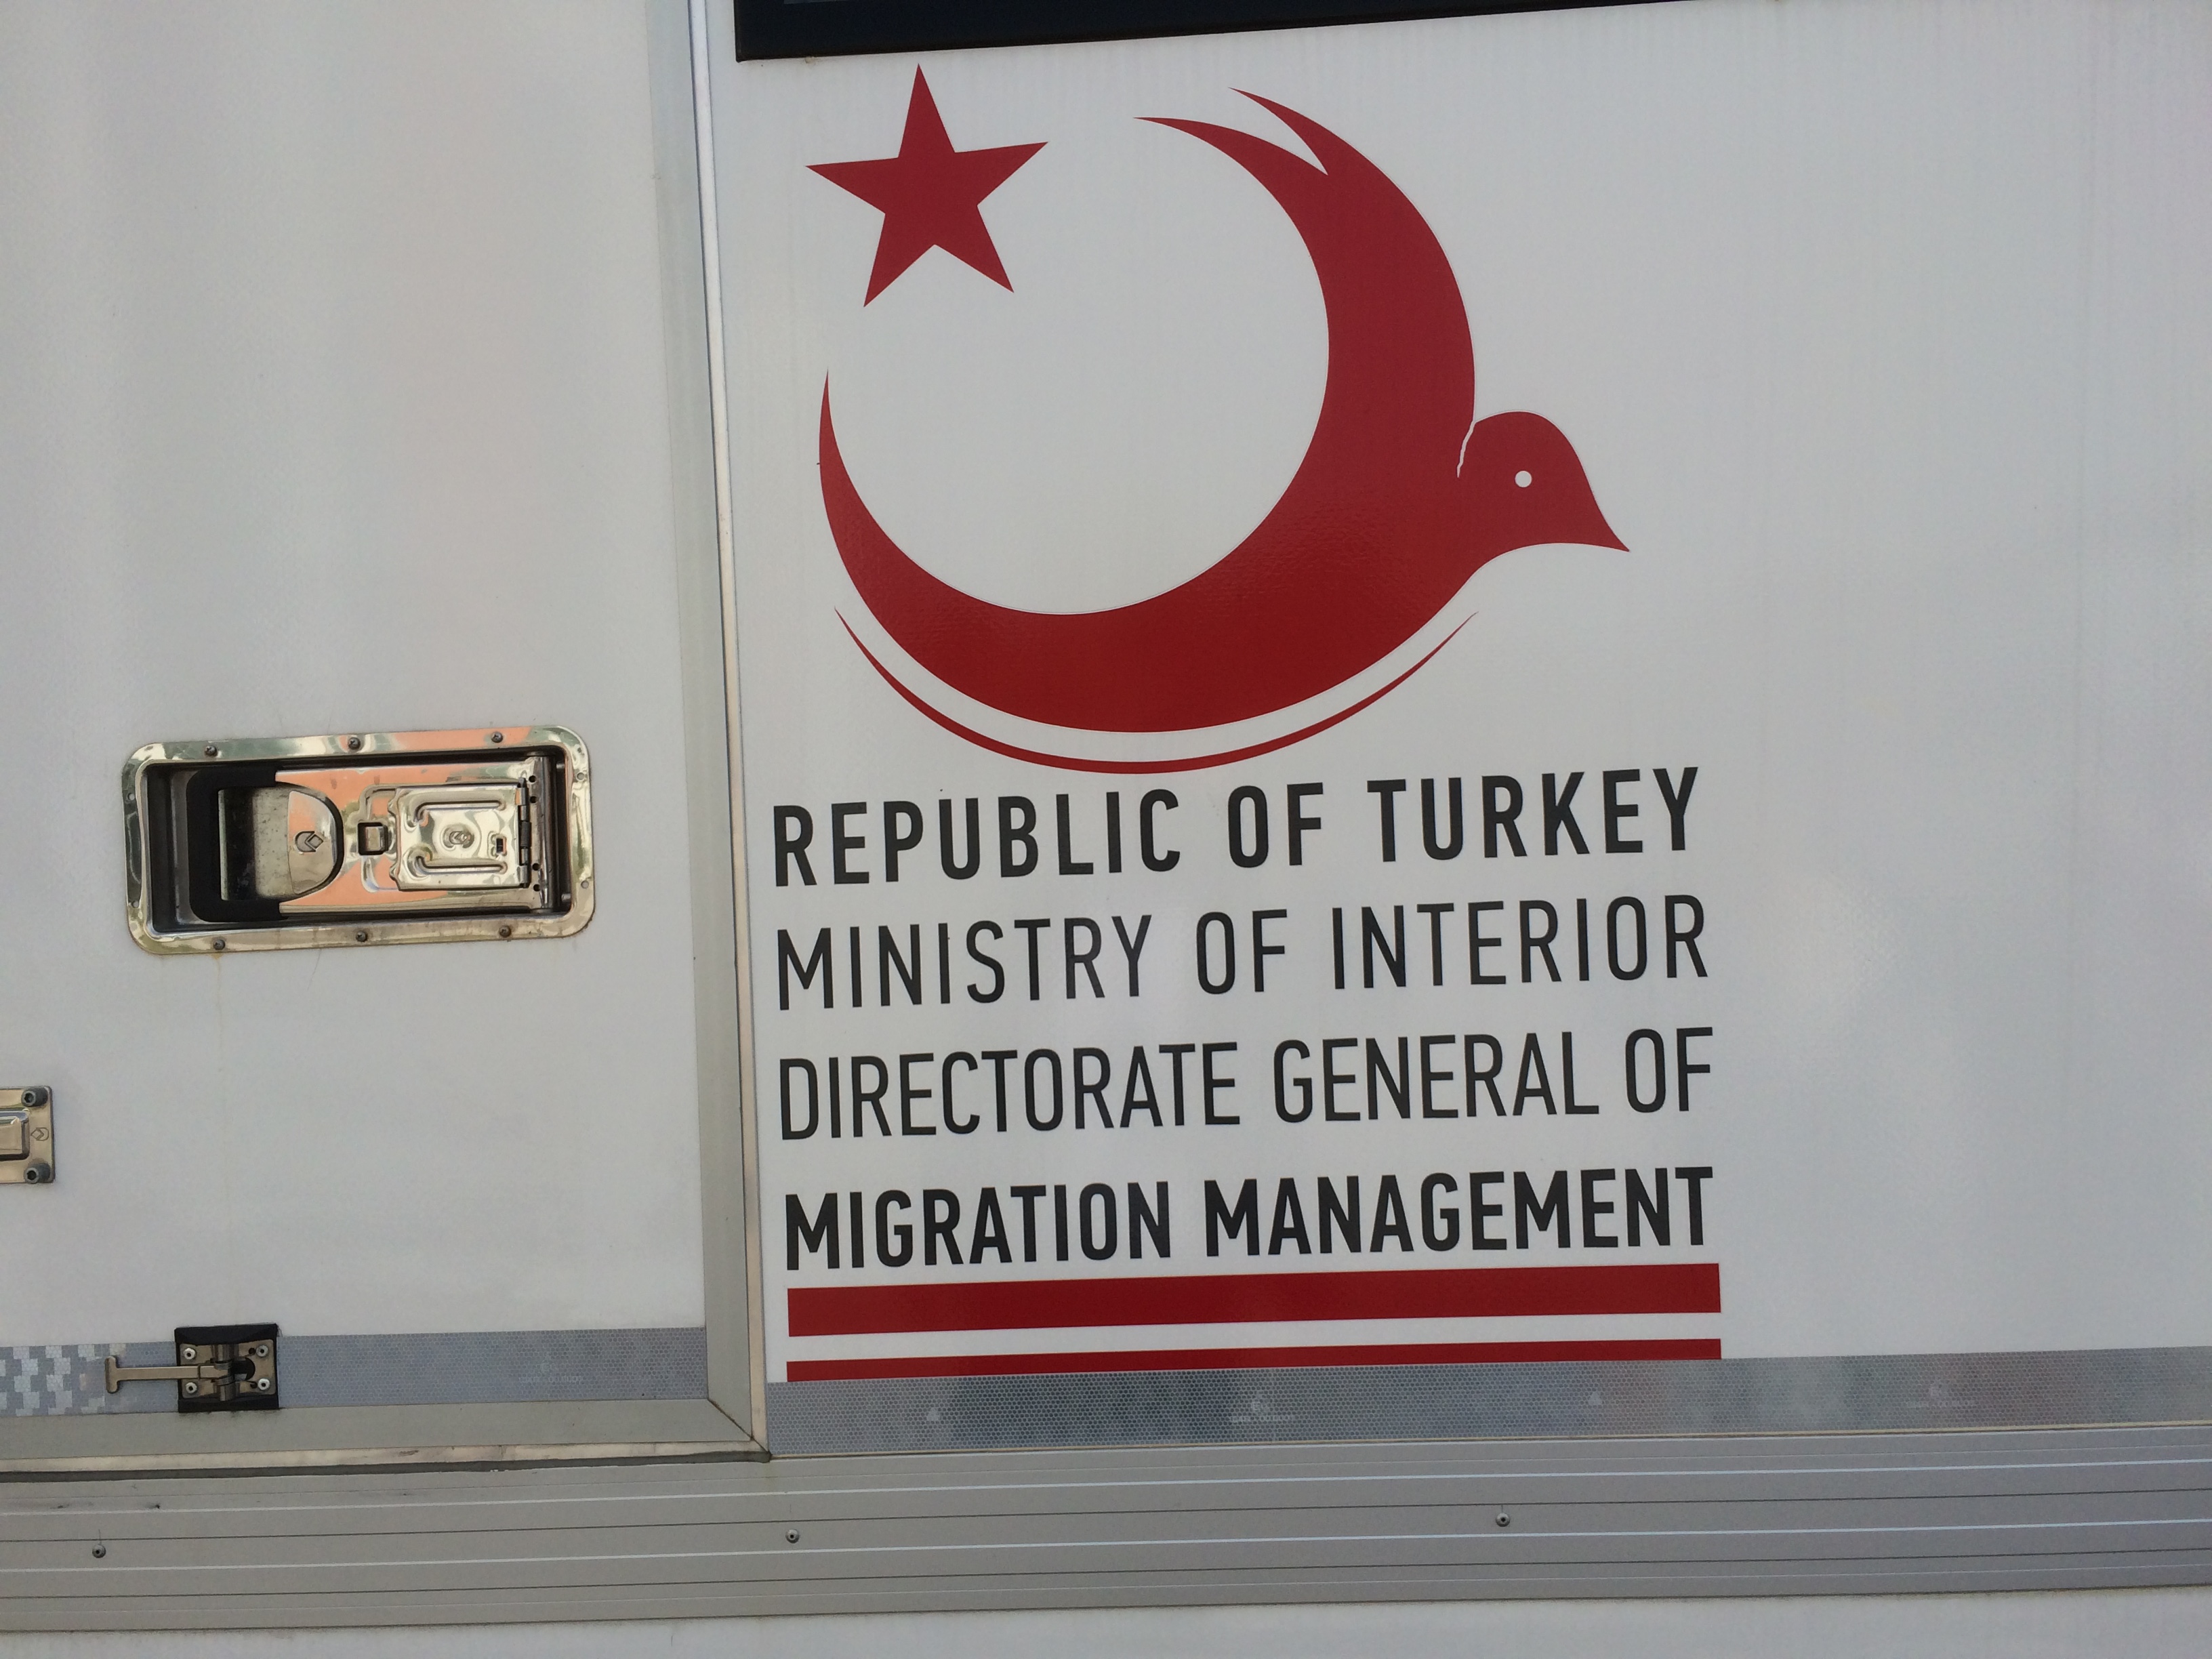 REPUBLIC OF TURKEY
MINISTRY OF INTERIOR
DIRECTORATE GENERAL OF
MIGRATION MANAGEMENT